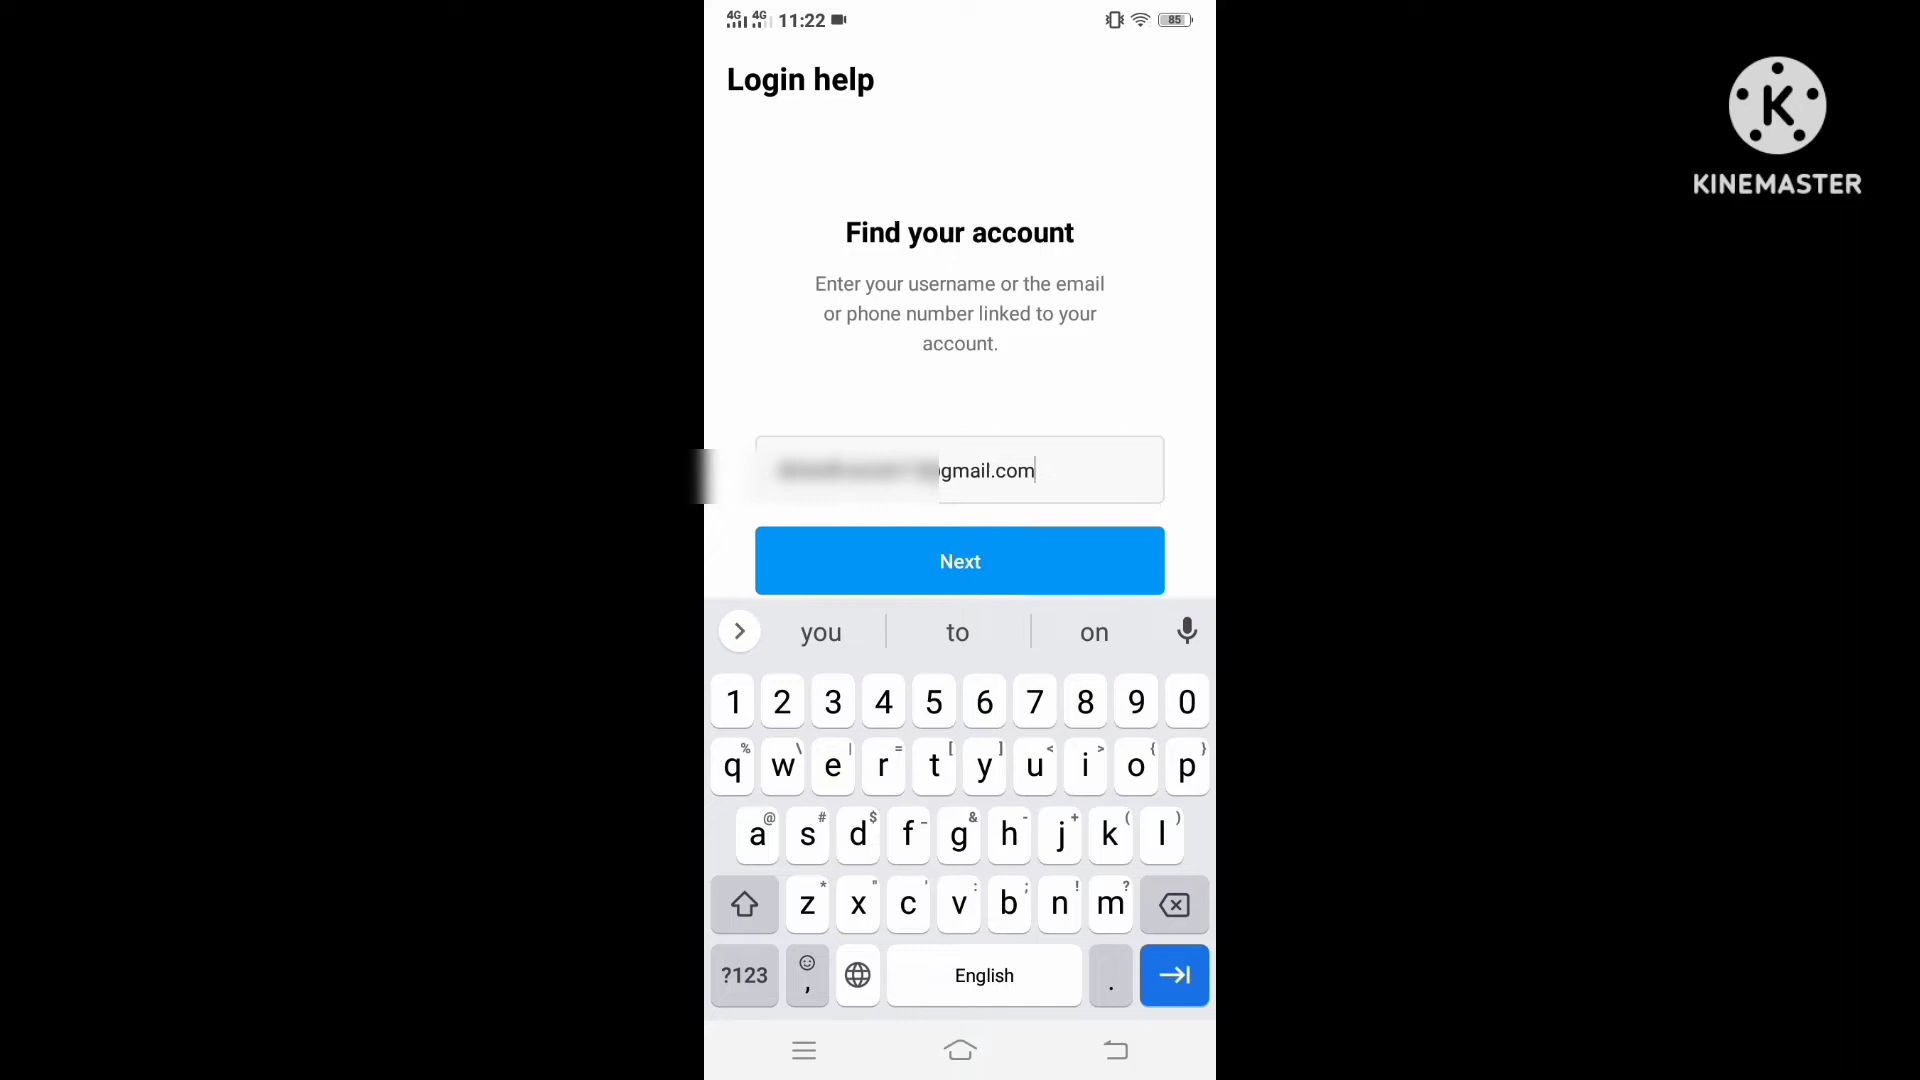 4G 4G 11:22 85
Login help
KINEMASTER
Find your account
Enter your username or the email
or phone number linked to your
account.
gmail.com
Next
you to on
1 2 3 4 5 6 7 8 9 0
q % w \ e | r = t [ y ] u < i > o { p }
a @ s # d $ f _ g & h - j + k ( l )
z * x " c ' v : b ; n ! m ?
?123 , English .